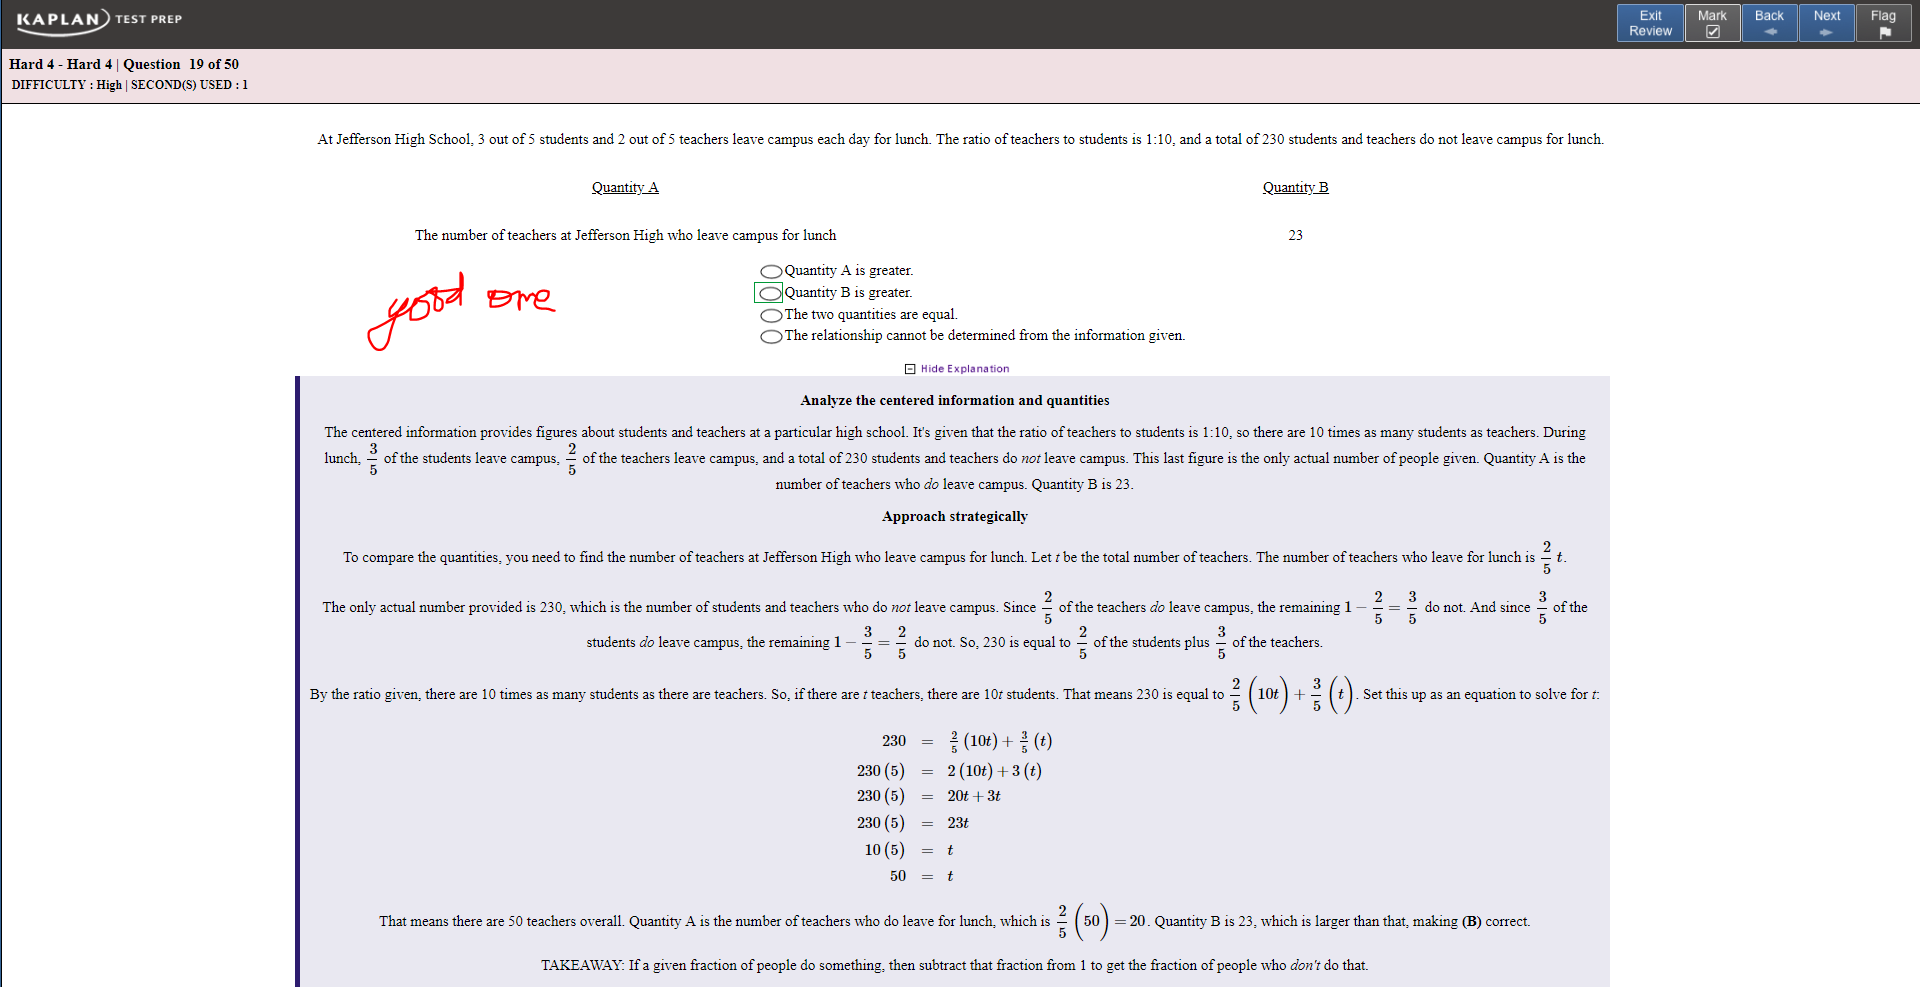 KAPLAN TEST PREP
Exit Review
Mark
Back
Next
Flag
Hard 4 - Hard 4 | Question 19 of 50
DIFFICULTY : High | SECOND(S) USED : 1
At Jefferson High School, 3 out of 5 students and 2 out of 5 teachers leave campus each day for lunch. The ratio of teachers to students is 1:10, and a total of 230 students and teachers do not leave campus for lunch.
Quantity A
Quantity B
The number of teachers at Jefferson High who leave campus for lunch
23
good one
Quantity A is greater.
Quantity B is greater.
The two quantities are equal.
The relationship cannot be determined from the information given.
Hide Explanation
Analyze the centered information and quantities
The centered information provides figures about students and teachers at a particular high school. It's given that the ratio of teachers to students is 1:10, so there are 10 times as many students as teachers. During
lunch, 3/5 of the students leave campus, 2/5 of the teachers leave campus, and a total of 230 students and teachers do not leave campus. This last figure is the only actual number of people given. Quantity A is the
number of teachers who do leave campus. Quantity B is 23.
Approach strategically
To compare the quantities, you need to find the number of teachers at Jefferson High who leave campus for lunch. Let t be the total number of teachers. The number of teachers who leave for lunch is 2/5 t.
The only actual number provided is 230, which is the number of students and teachers who do not leave campus. Since 2/5 of the teachers do leave campus, the remaining 1 − 2/5 = 3/5 do not. And since 3/5 of the
students do leave campus, the remaining 1 − 3/5 = 2/5 do not. So, 230 is equal to 2/5 of the students plus 3/5 of the teachers.
By the ratio given, there are 10 times as many students as there are teachers. So, if there are t teachers, there are 10t students. That means 230 is equal to 2/5 (10t) + 3/5 (t). Set this up as an equation to solve for t:
230 = 2/5 (10t) + 3/5 (t)
230 (5) = 2 (10t) + 3 (t)
230 (5) = 20t + 3t
230 (5) = 23t
10 (5) = t
50 = t
That means there are 50 teachers overall. Quantity A is the number of teachers who do leave for lunch, which is 2/5 (50) = 20. Quantity B is 23, which is larger than that, making (B) correct.
TAKEAWAY: If a given fraction of people do something, then subtract that fraction from 1 to get the fraction of people who don't do that.